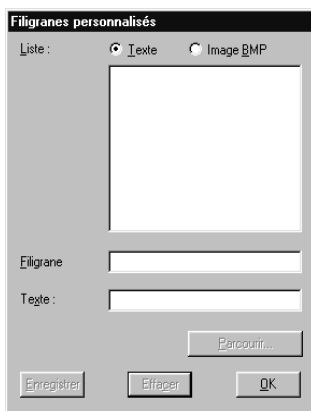 Filigranes personnalisés
Liste : Texte Image BMP
Filigrane
Texte :
Parcourir...
Enregistrer Effacer OK